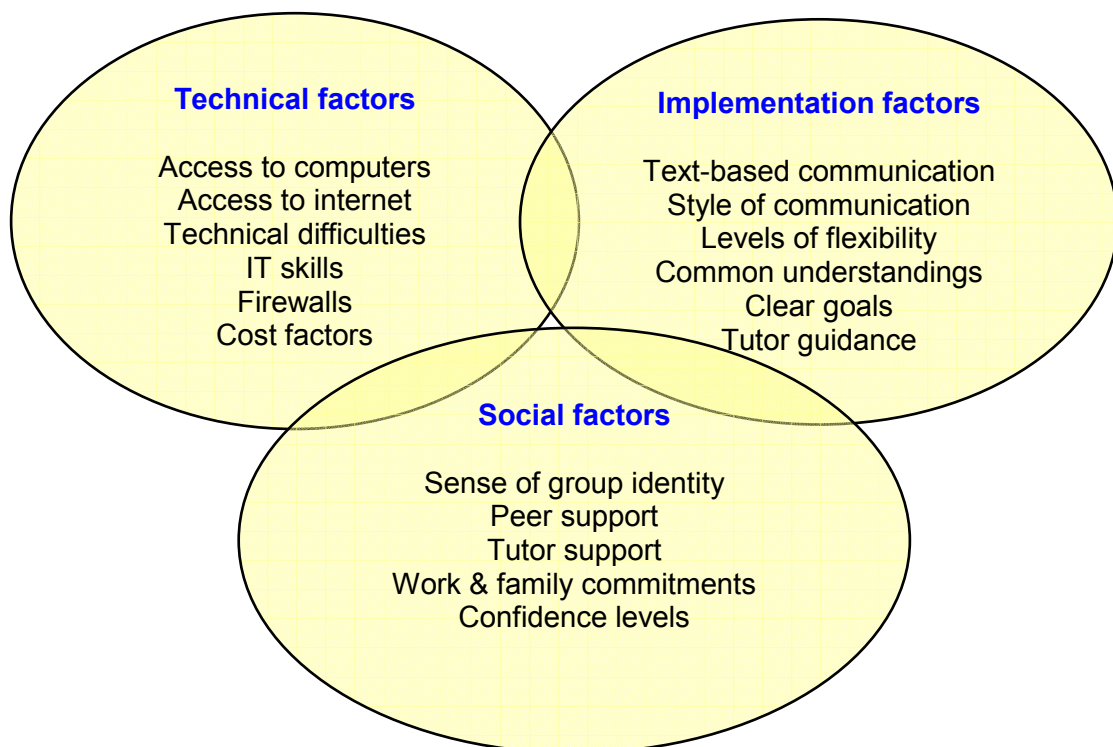 Technical factors
Access to computers
Access to internet
Technical difficulties
IT skills
Firewalls
Cost factors
Implementation factors
Text-based communication
Style of communication
Levels of flexibility
Common understandings
Clear goals
Tutor guidance
Social factors
Sense of group identity
Peer support
Tutor support
Work & family commitments
Confidence levels